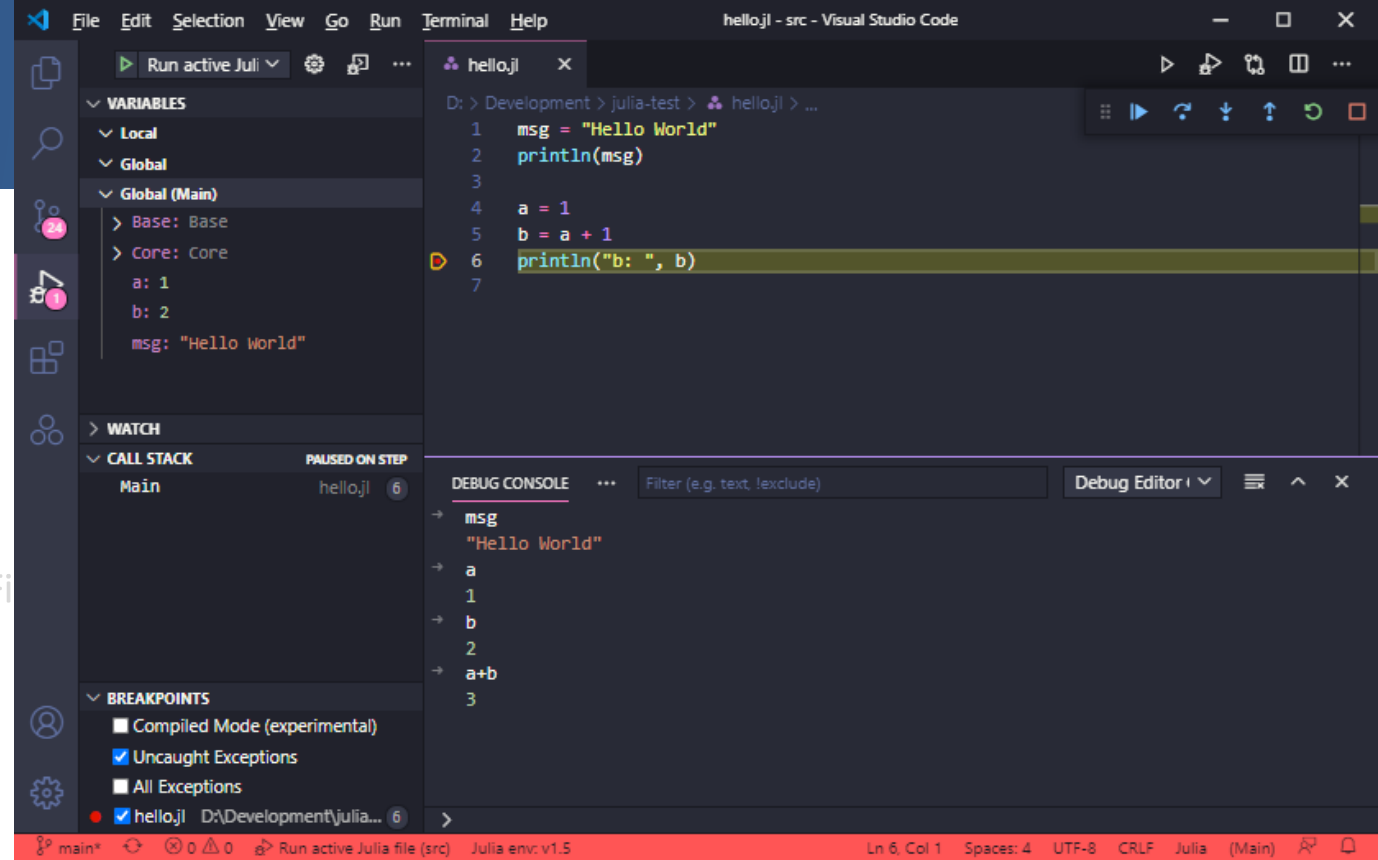 File Edit Selection View Go Run Terminal Help hello.jl - src - Visual Studio Code
Run active Juli
hello.jl
VARIABLES
Local
Global
Global (Main)
Base: Base
Core: Core
a: 1
b: 2
msg: "Hello World"
WATCH
CALL STACK PAUSED ON STEP
Main hello.jl 6
BREAKPOINTS
Compiled Mode (experimental)
Uncaught Exceptions
All Exceptions
hello.jl D:\Development\julia... 6
24
1
D: > Development > julia-test > hello.jl > ...
1 msg = "Hello World"
2 println(msg)
3
4 a = 1
5 b = a + 1
6 println("b: ", b)
7
DEBUG CONSOLE ... Filter (e.g. text, !exclude) Debug Editor
msg
"Hello World"
a
1
b
2
a+b
3
>
main* 0 0 Run active Julia file (src) Julia env: v1.5 Ln 6, Col 1 Spaces: 4 UTF-8 CRLF Julia (Main)